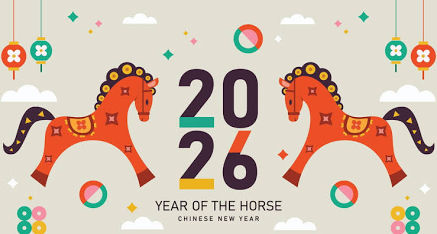 20
26
YEAR OF THE HORSE
CHINESE NEW YEAR